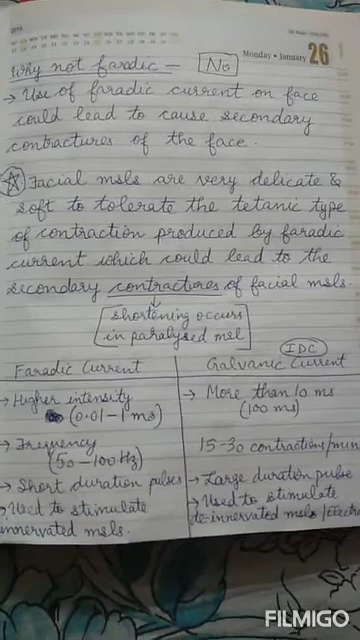 Monday • January 26
Why not faradic – No
→ Use of faradic current on face
could lead to cause secondary
contractures of the face.
Facial msls are very delicate &
soft to tolerate the tetanic type
of contraction produced by faradic
current which could lead to the
secondary contractures of facial msls.
↓
shortening occurs
in paralysed msl
Faradic Current
→ Higher intensity
(0.01-1 ms)
→ Frequency
(50-100 Hz)
→ Short duration pulses
→ Used to stimulate
innervated msls.
IDC
Galvanic Current
→ More than 10 ms
(100 ms)
15-30 contraction/min
→ Large duration pulse
→ Used to stimulate
de-innervated msls /
FILMIGO